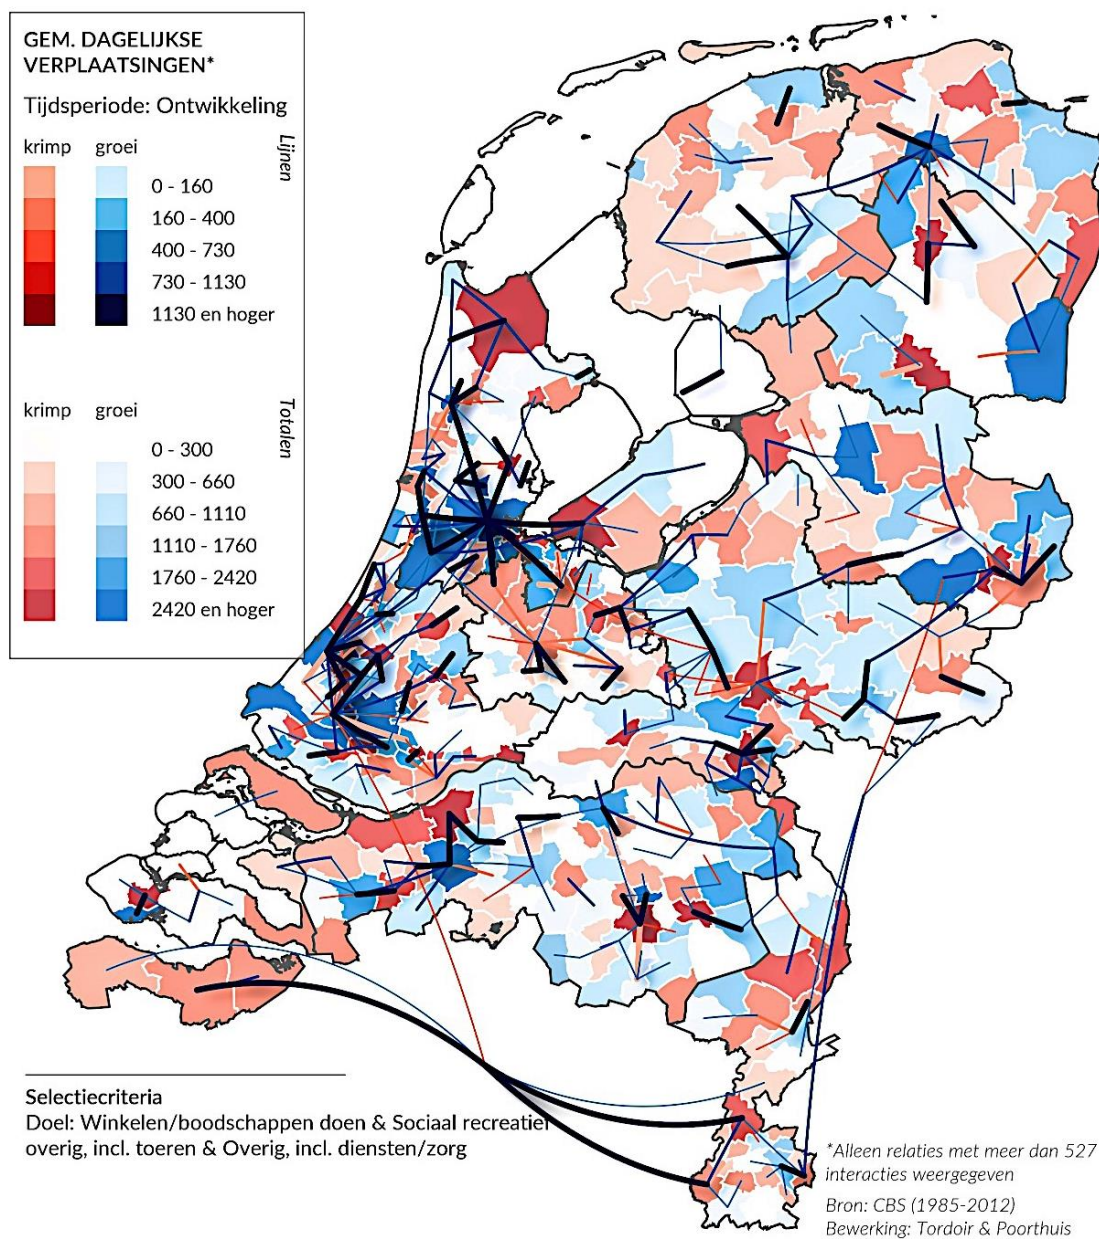 GEM. DAGELIJKSE
VERPLAATSINGEN*
Tijdsperiode: Ontwikkeling
krimp groei
Lijnen
0 - 160
160 - 400
400 - 730
730 - 1130
1130 en hoger
krimp groei
Totalen
0 - 300
300 - 660
660 - 1110
1110 - 1760
1760 - 2420
2420 en hoger
Selectiecriteria
Doel: Winkelen/boodschappen doen & Sociaal recreatief
overig, incl. toeren & Overig, incl. diensten/zorg
*Alleen relaties met meer dan 527
interacties weergegeven
Bron: CBS (1985-2012)
Bewerking: Tordoir & Poorthuis